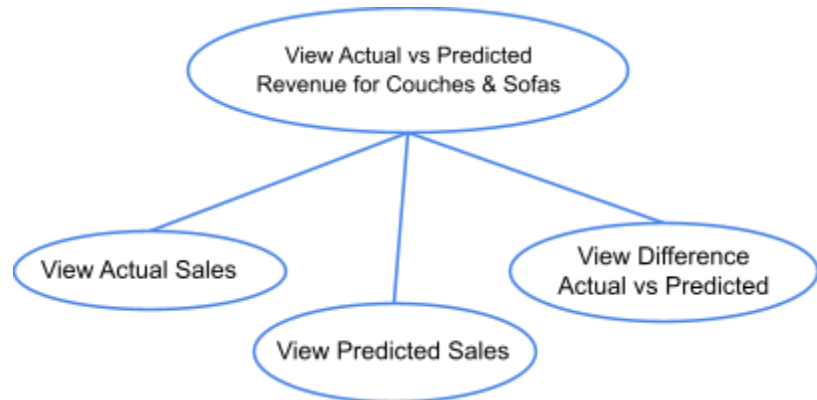 View Actual vs Predicted
Revenue for Couches & Sofas
View Actual Sales
View Difference
Actual vs Predicted
View Predicted Sales